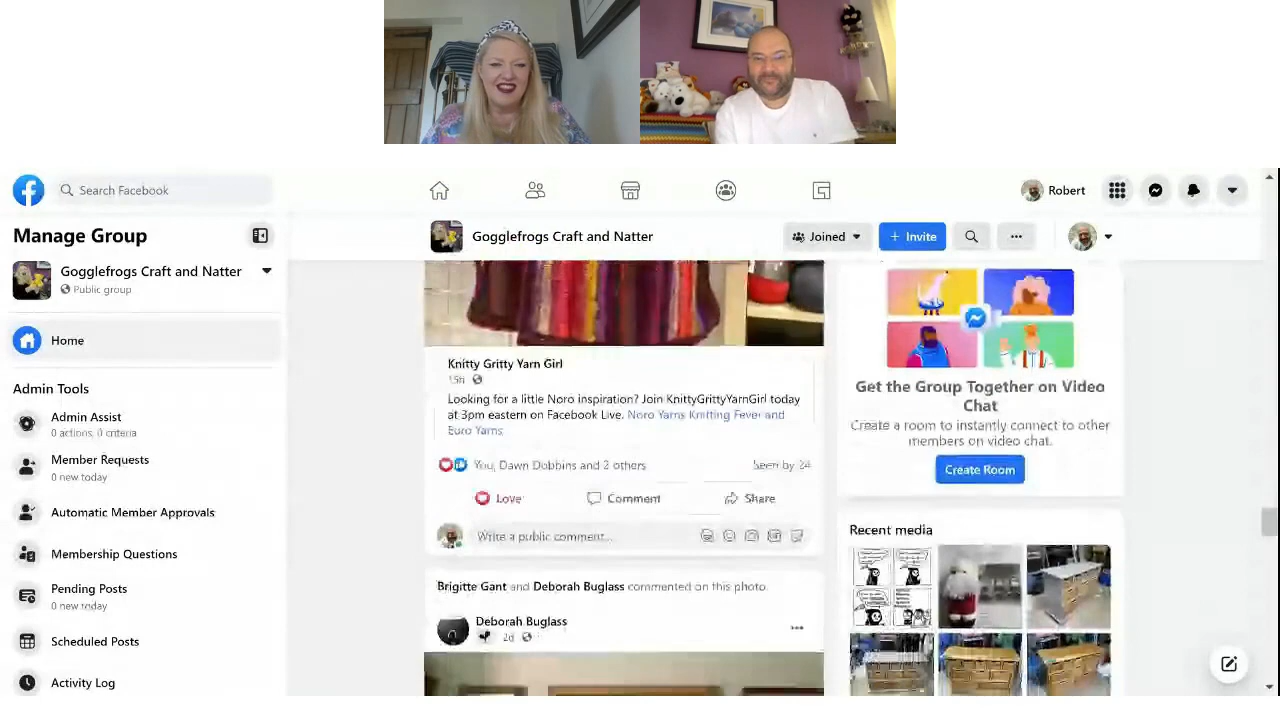 Search Facebook
Robert
Manage Group
Gogglefrogs Craft and Natter
Joined
+ Invite
Gogglefrogs Craft and Natter
Public group
Home
Admin Tools
Admin Assist
0 actions, 0 criteria
Member Requests
0 new today
Automatic Member Approvals
Membership Questions
Pending Posts
0 new today
Scheduled Posts
Activity Log
Knitty Gritty Yarn Girl
15h
Looking for a little Noro inspiration? Join KnittyGrittyYarnGirl today
at 3pm eastern on Facebook Live. Noro Yarns Knitting Fever and
Euro Yarns
You, Dawn Dobbins and 2 others
Seen by 24
Love
Comment
Share
Write a public comment...
Brigitte Gant and Deborah Buglass commented on this photo.
Deborah Buglass
2d
Get the Group Together on Video
Chat
Create a room to instantly connect to other
members on video chat.
Create Room
Recent media